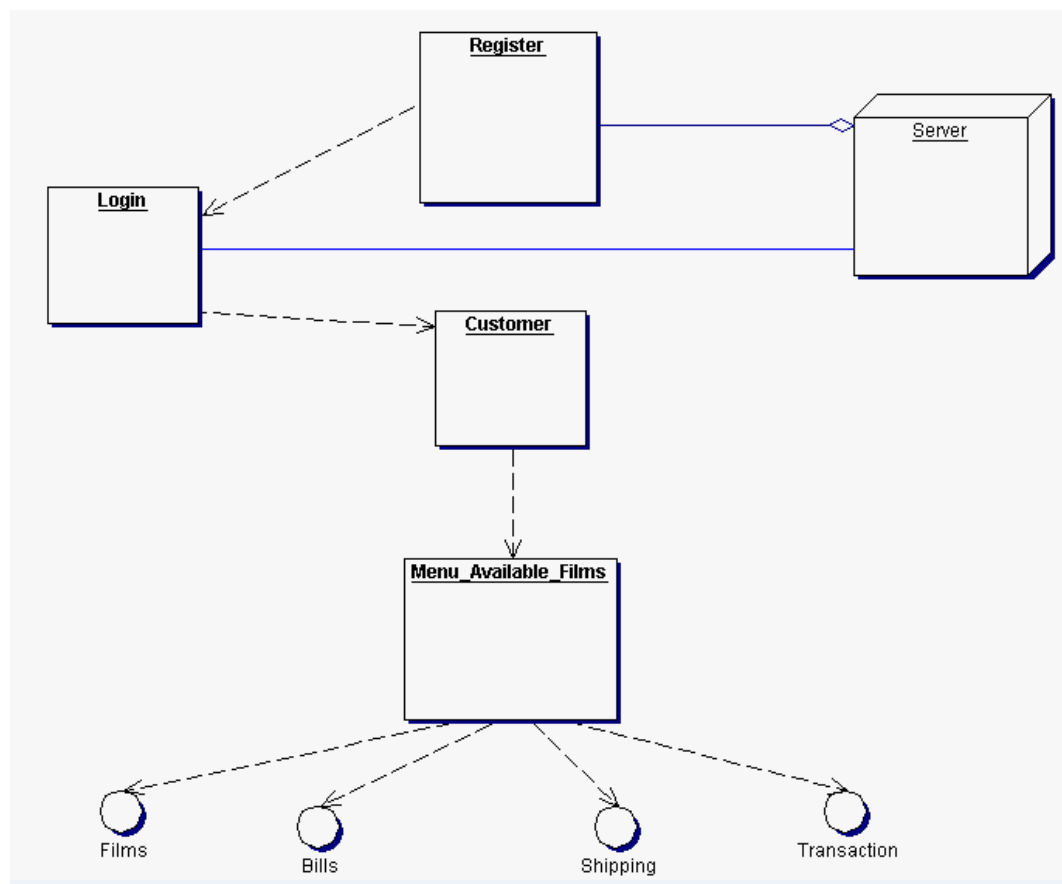 Register
Server
Login
Customer
Menu_Available_Films
Films
Bills
Shipping
Transaction